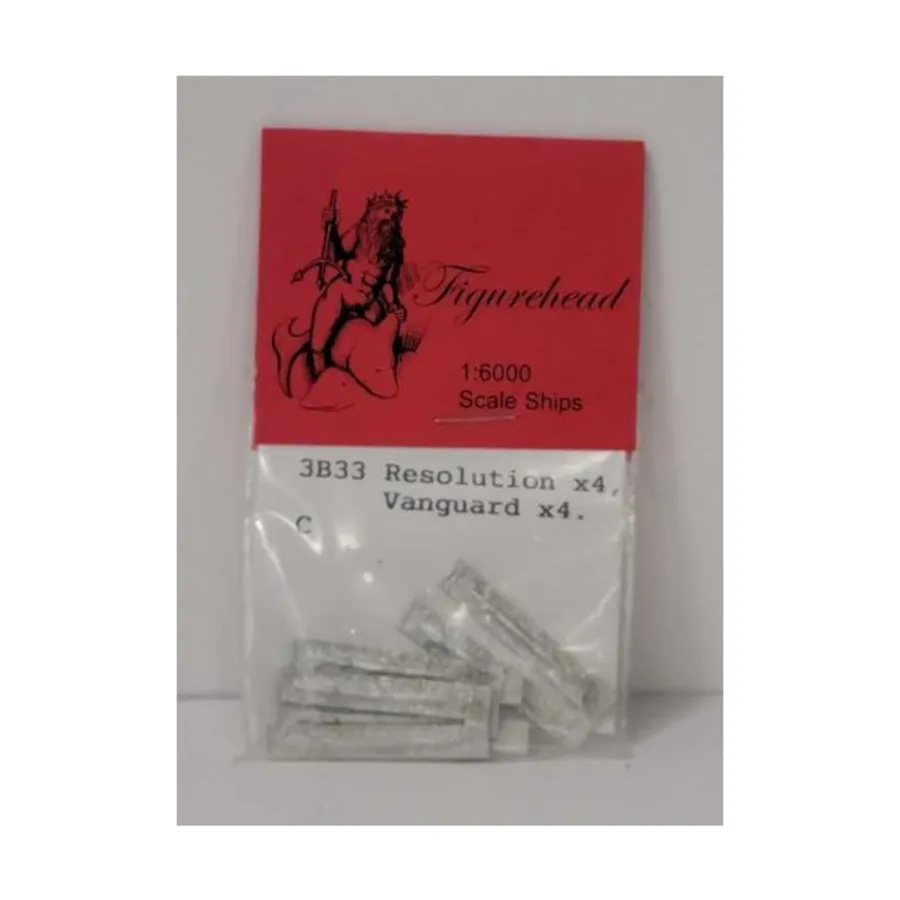 Figurehead
1:6000
Scale Ships
3B33 Resolution x4,
Vanguard x4.
C